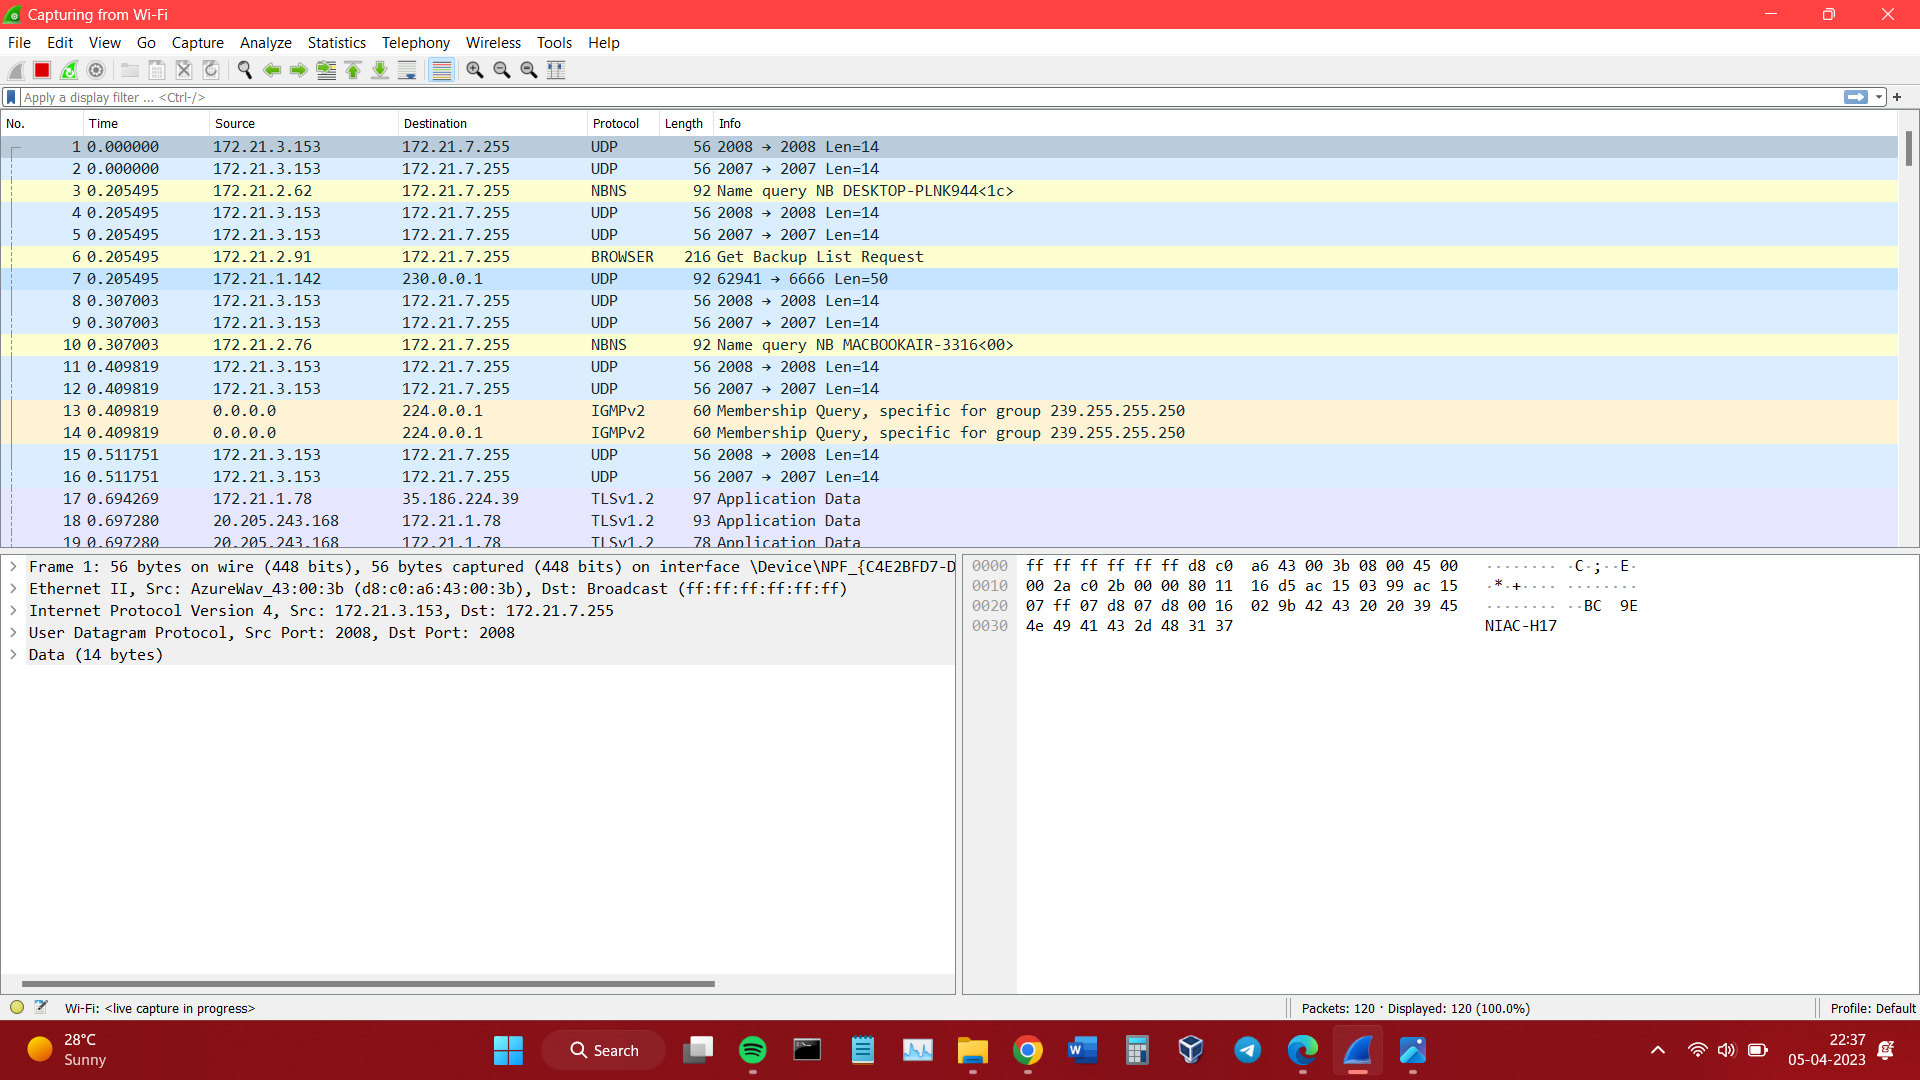 Capturing from Wi-Fi
File Edit View Go Capture Analyze Statistics Telephony Wireless Tools Help
Apply a display filter ... <Ctrl-/>
No. Time Source Destination Protocol Length Info
1 0.000000 172.21.3.153 172.21.7.255 UDP 56 2008 → 2008 Len=14
2 0.000000 172.21.3.153 172.21.7.255 UDP 56 2007 → 2007 Len=14
3 0.205495 172.21.2.62 172.21.7.255 NBNS 92 Name query NB DESKTOP-PLNK944<1c>
4 0.205495 172.21.3.153 172.21.7.255 UDP 56 2008 → 2008 Len=14
5 0.205495 172.21.3.153 172.21.7.255 UDP 56 2007 → 2007 Len=14
6 0.205495 172.21.2.91 172.21.7.255 BROWSER 216 Get Backup List Request
7 0.205495 172.21.1.142 230.0.0.1 UDP 92 62941 → 6666 Len=50
8 0.307003 172.21.3.153 172.21.7.255 UDP 56 2008 → 2008 Len=14
9 0.307003 172.21.3.153 172.21.7.255 UDP 56 2007 → 2007 Len=14
10 0.307003 172.21.2.76 172.21.7.255 NBNS 92 Name query NB MACBOOKAIR-3316<00>
11 0.409819 172.21.3.153 172.21.7.255 UDP 56 2008 → 2008 Len=14
12 0.409819 172.21.3.153 172.21.7.255 UDP 56 2007 → 2007 Len=14
13 0.409819 0.0.0.0 224.0.0.1 IGMPv2 60 Membership Query, specific for group 239.255.255.250
14 0.409819 0.0.0.0 224.0.0.1 IGMPv2 60 Membership Query, specific for group 239.255.255.250
15 0.511751 172.21.3.153 172.21.7.255 UDP 56 2008 → 2008 Len=14
16 0.511751 172.21.3.153 172.21.7.255 UDP 56 2007 → 2007 Len=14
17 0.694269 172.21.1.78 35.186.224.39 TLSv1.2 97 Application Data
18 0.697280 20.205.243.168 172.21.1.78 TLSv1.2 93 Application Data
19 0.697280 20.205.243.168 172.21.1.78 TLSv1.2 78 Application Data
Frame 1: 56 bytes on wire (448 bits), 56 bytes captured (448 bits) on interface \Device\NPF_{C4E2BFD7-D
Ethernet II, Src: AzureWav_43:00:3b (d8:c0:a6:43:00:3b), Dst: Broadcast (ff:ff:ff:ff:ff:ff)
Internet Protocol Version 4, Src: 172.21.3.153, Dst: 172.21.7.255
User Datagram Protocol, Src Port: 2008, Dst Port: 2008
Data (14 bytes)
0000 ff ff ff ff ff ff d8 c0 a6 43 00 3b 08 00 45 00 ········ ·C·;··E·
0010 00 2a c0 2b 00 00 80 11 16 d5 ac 15 03 99 ac 15 ·*·+···· ········
0020 07 ff 07 d8 07 d8 00 16 02 9b 42 43 20 20 39 45 ········ ··BC  9E
0030 4e 49 41 43 2d 48 31 37 NIAC-H17
Wi-Fi: <live capture in progress>
Packets: 120 · Displayed: 120 (100.0%)
Profile: Default
28°C
Sunny
Search
22:37
05-04-2023